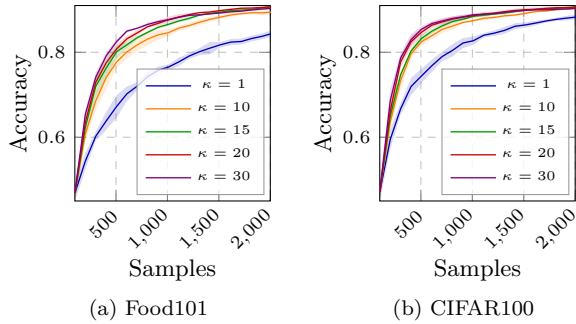 0.8
0.6
Accuracy
κ = 1
κ = 10
κ = 15
κ = 20
κ = 30
500
1,000
1,500
2,000
Samples
(a) Food101
0.8
0.6
Accuracy
κ = 1
κ = 10
κ = 15
κ = 20
κ = 30
500
1,000
1,500
2,000
Samples
(b) CIFAR100